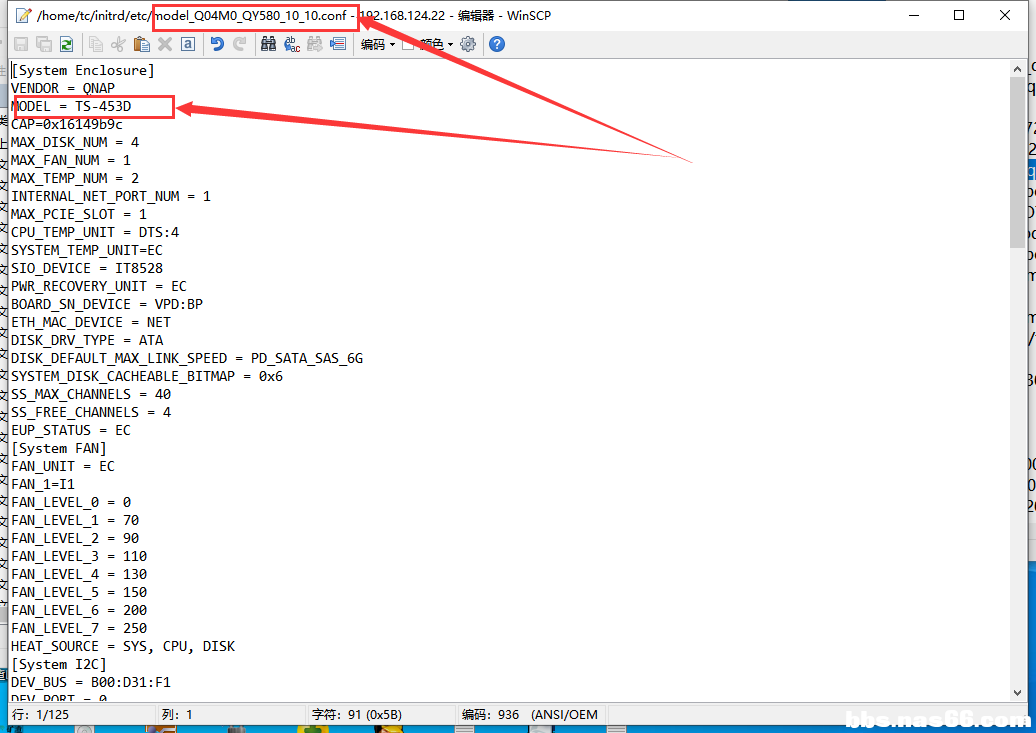 /home/tc/initrd/etc/model_Q04M0_QY580_10_10.conf - 192.168.124.22 - 编辑器 - WinSCP
编码 颜色
[System Enclosure]
VENDOR = QNAP
MODEL = TS-453D
CAP=0x16149b9c
MAX_DISK_NUM = 4
MAX_FAN_NUM = 1
MAX_TEMP_NUM = 2
INTERNAL_NET_PORT_NUM = 1
MAX_PCIE_SLOT = 1
CPU_TEMP_UNIT = DTS:4
SYSTEM_TEMP_UNIT=EC
SIO_DEVICE = IT8528
PWR_RECOVERY_UNIT = EC
BOARD_SN_DEVICE = VPD:BP
ETH_MAC_DEVICE = NET
DISK_DRV_TYPE = ATA
DISK_DEFAULT_MAX_LINK_SPEED = PD_SATA_SAS_6G
SYSTEM_DISK_CACHEABLE_BITMAP = 0x6
SS_MAX_CHANNELS = 40
SS_FREE_CHANNELS = 4
EUP_STATUS = EC
[System FAN]
FAN_UNIT = EC
FAN_1=I1
FAN_LEVEL_0 = 0
FAN_LEVEL_1 = 70
FAN_LEVEL_2 = 90
FAN_LEVEL_3 = 110
FAN_LEVEL_4 = 130
FAN_LEVEL_5 = 150
FAN_LEVEL_6 = 200
FAN_LEVEL_7 = 250
HEAT_SOURCE = SYS, CPU, DISK
[System I2C]
DEV_BUS = B00:D31:F1
DEV_PORT = 0
行: 1/125 列: 1 字符: 91 (0x5B) 编码: 936 (ANSI/OEM
bbs.nas66.com